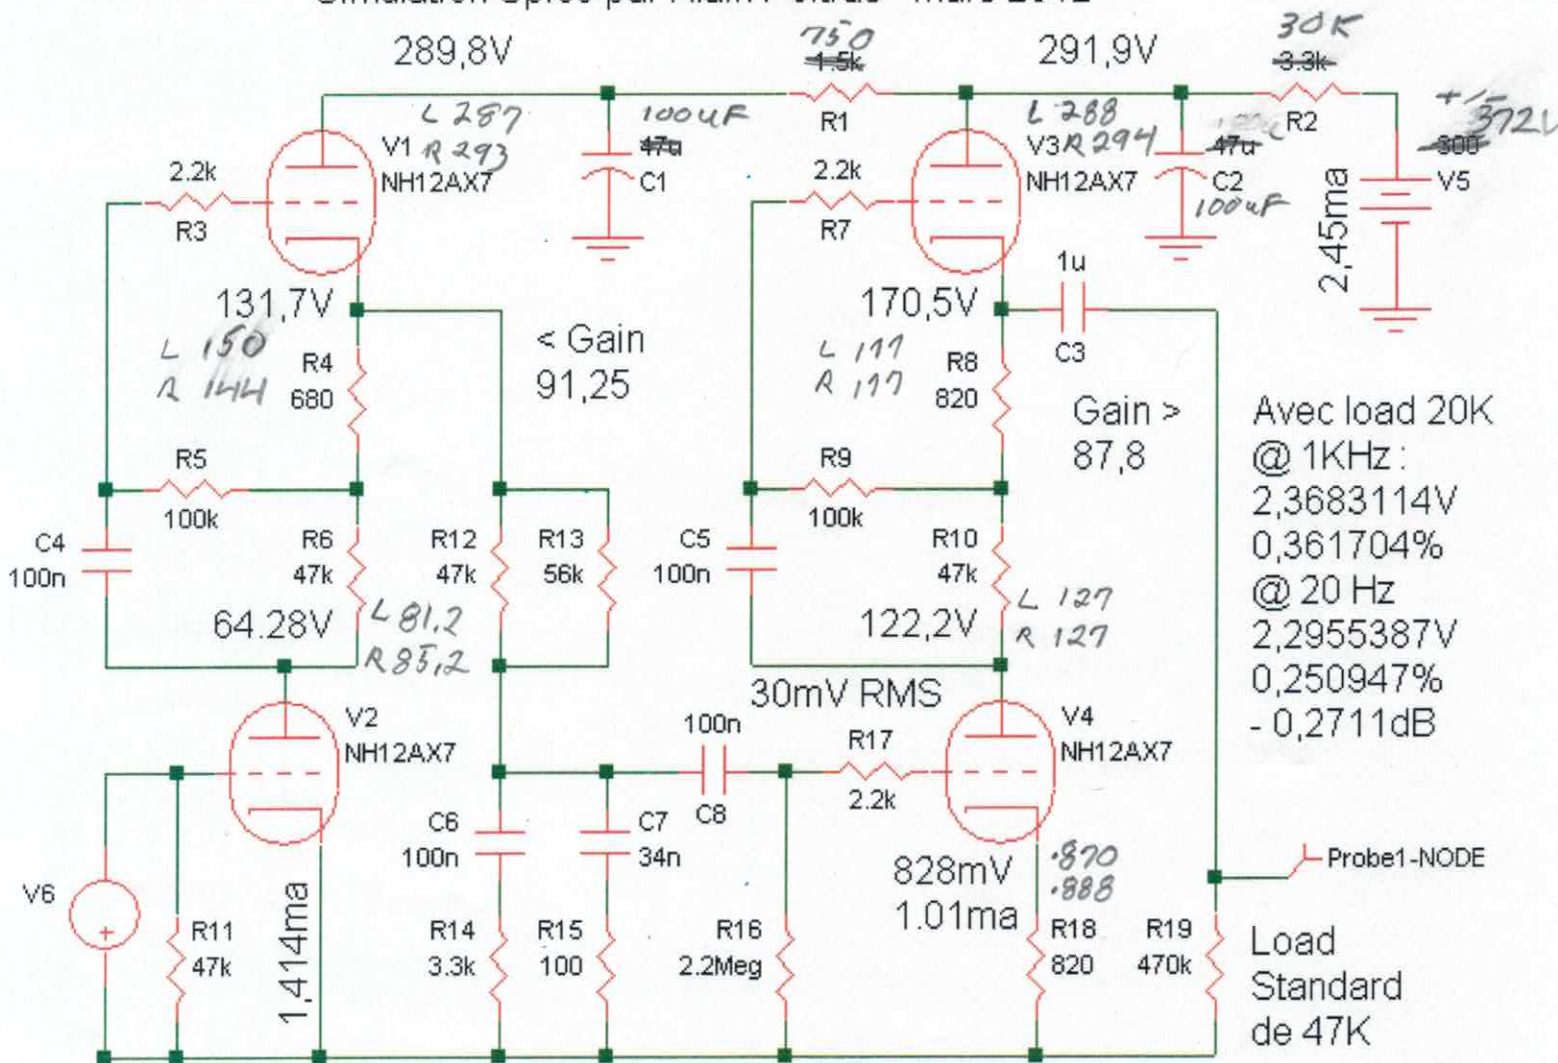 289,8V
750
1.5k
291,9V
30K
3.3k
L 287
R 293
V1
NH12AX7
100uF
47u
C1
R1
L 288
V3 R 294
NH12AX7
47u
C2
100uF
R2
+/-
372V
300
V5
2.2k
R3
2.2k
R7
2,45ma
131,7V
L 150
R 144
R4
680
< Gain
91,25
170,5V
L 177
R 177
R8
820
1u
C3
Gain >
87,8
Avec load 20K
@ 1KHz :
2,3683114V
0,361704%
@ 20 Hz
2,2955387V
0,250947%
- 0,2711dB
R5
100k
R9
100k
C4
100n
R6
47k
R12
47k
R13
56k
C5
100n
R10
47k
64.28V
L 81.2
R 85,2
122,2V
L 127
R 127
30mV RMS
V2
NH12AX7
100n
C8
R17
2.2k
V4
NH12AX7
C6
100n
C7
34n
828mV
1.01ma
.870
.888
Probe1-NODE
V6
R11
47k
1,414ma
R14
3.3k
R15
100
R16
2.2Meg
R18
820
R19
470k
Load
Standard
de 47K